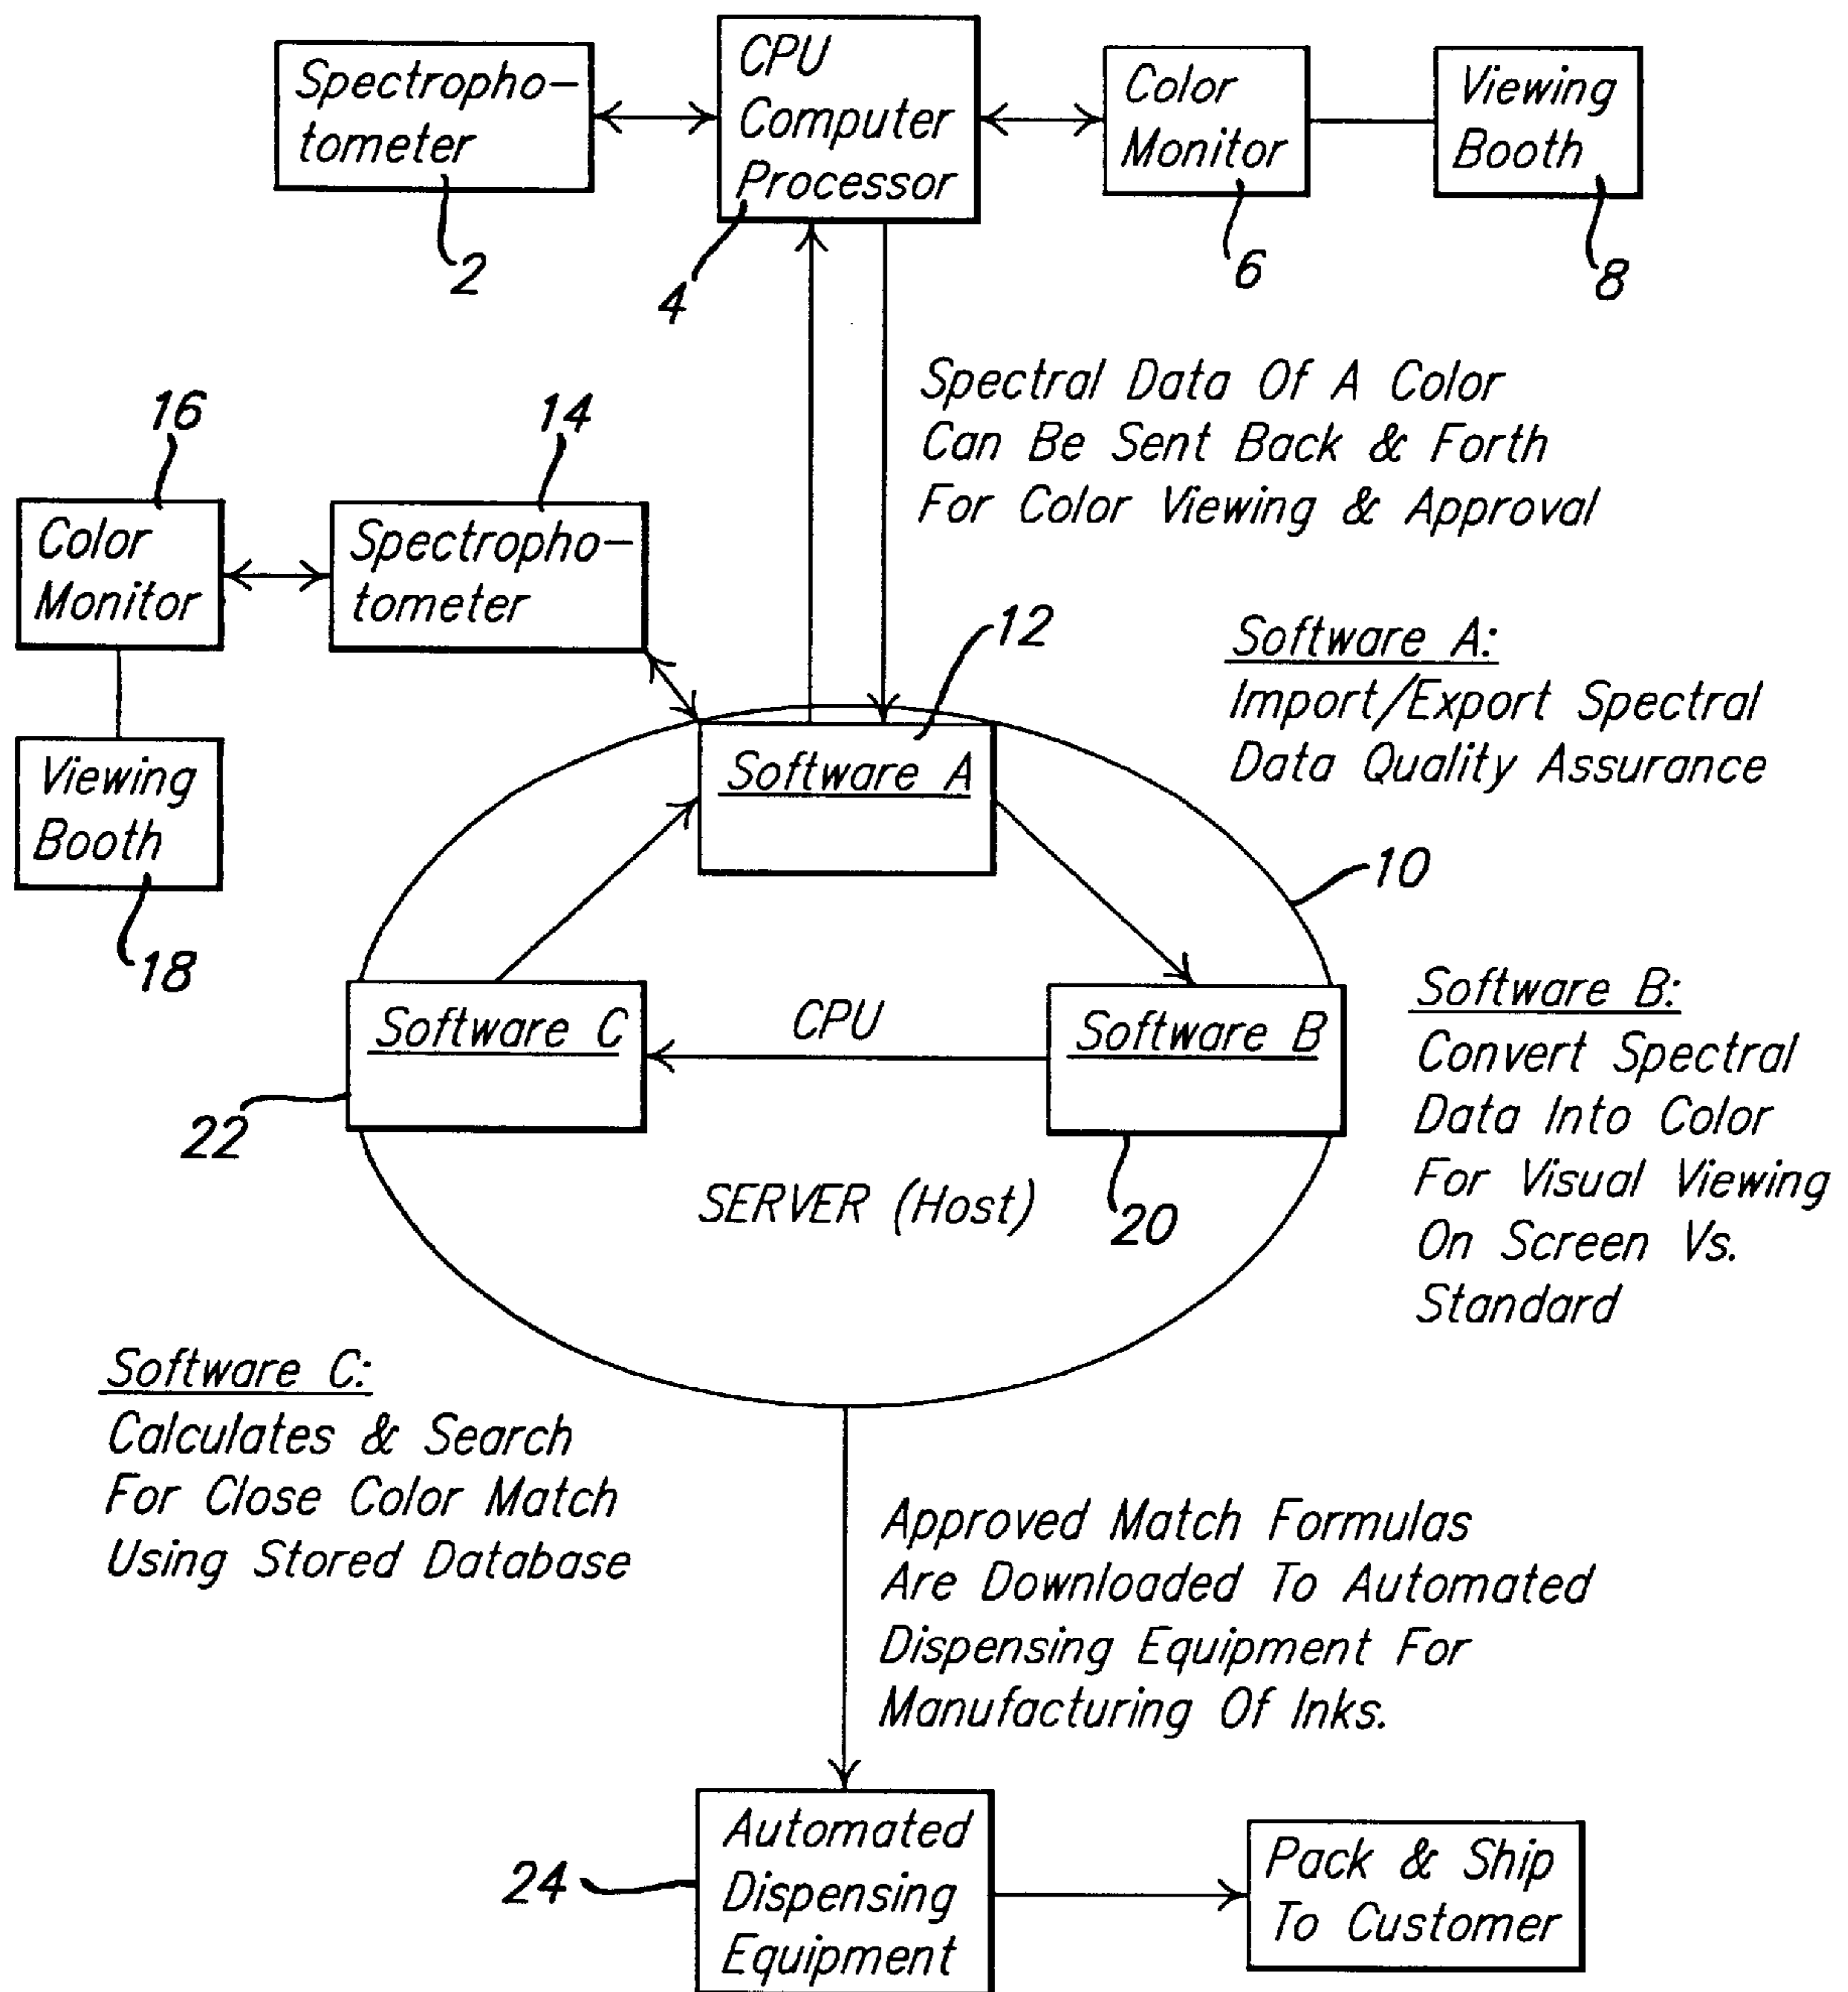 Spectropho-
tometer
2
CPU
Computer
Processor
4
Color
Monitor
6
Viewing
Booth
8
Spectral Data Of A Color
Can Be Sent Back & Forth
For Color Viewing & Approval
16
Color
Monitor
14
Spectropho-
tometer
Viewing
Booth
18
12
Software A
Software A:
Import/Export Spectral
Data Quality Assurance
10
Software C
22
CPU
Software B
20
SERVER (Host)
Software B:
Convert Spectral
Data Into Color
For Visual Viewing
On Screen Vs.
Standard
Software C:
Calculates & Search
For Close Color Match
Using Stored Database
Approved Match Formulas
Are Downloaded To Automated
Dispensing Equipment For
Manufacturing Of Inks.
24
Automated
Dispensing
Equipment
Pack & Ship
To Customer